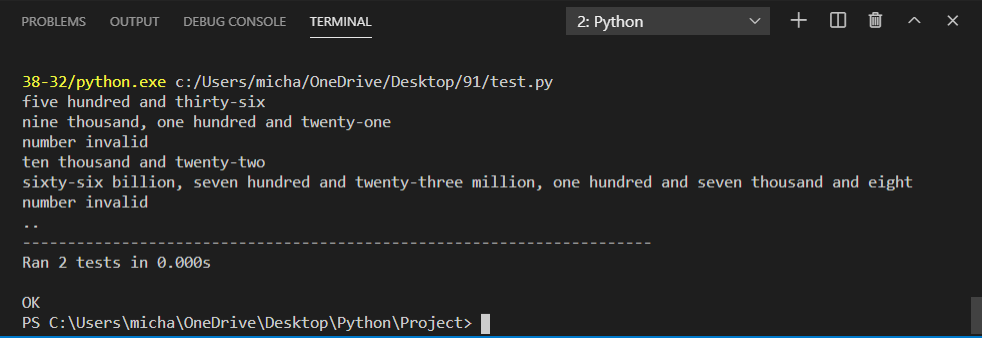 PROBLEMS OUTPUT DEBUG CONSOLE TERMINAL 2: Python
38-32/python.exe c:/Users/micha/OneDrive/Desktop/91/test.py
five hundred and thirty-six
nine thousand, one hundred and twenty-one
number invalid
ten thousand and twenty-two
sixty-six billion, seven hundred and twenty-three million, one hundred and seven thousand and eight
number invalid
..
----------------------------------------------------------------------
Ran 2 tests in 0.000s
OK
PS C:\Users\micha\OneDrive\Desktop\Python\Project>